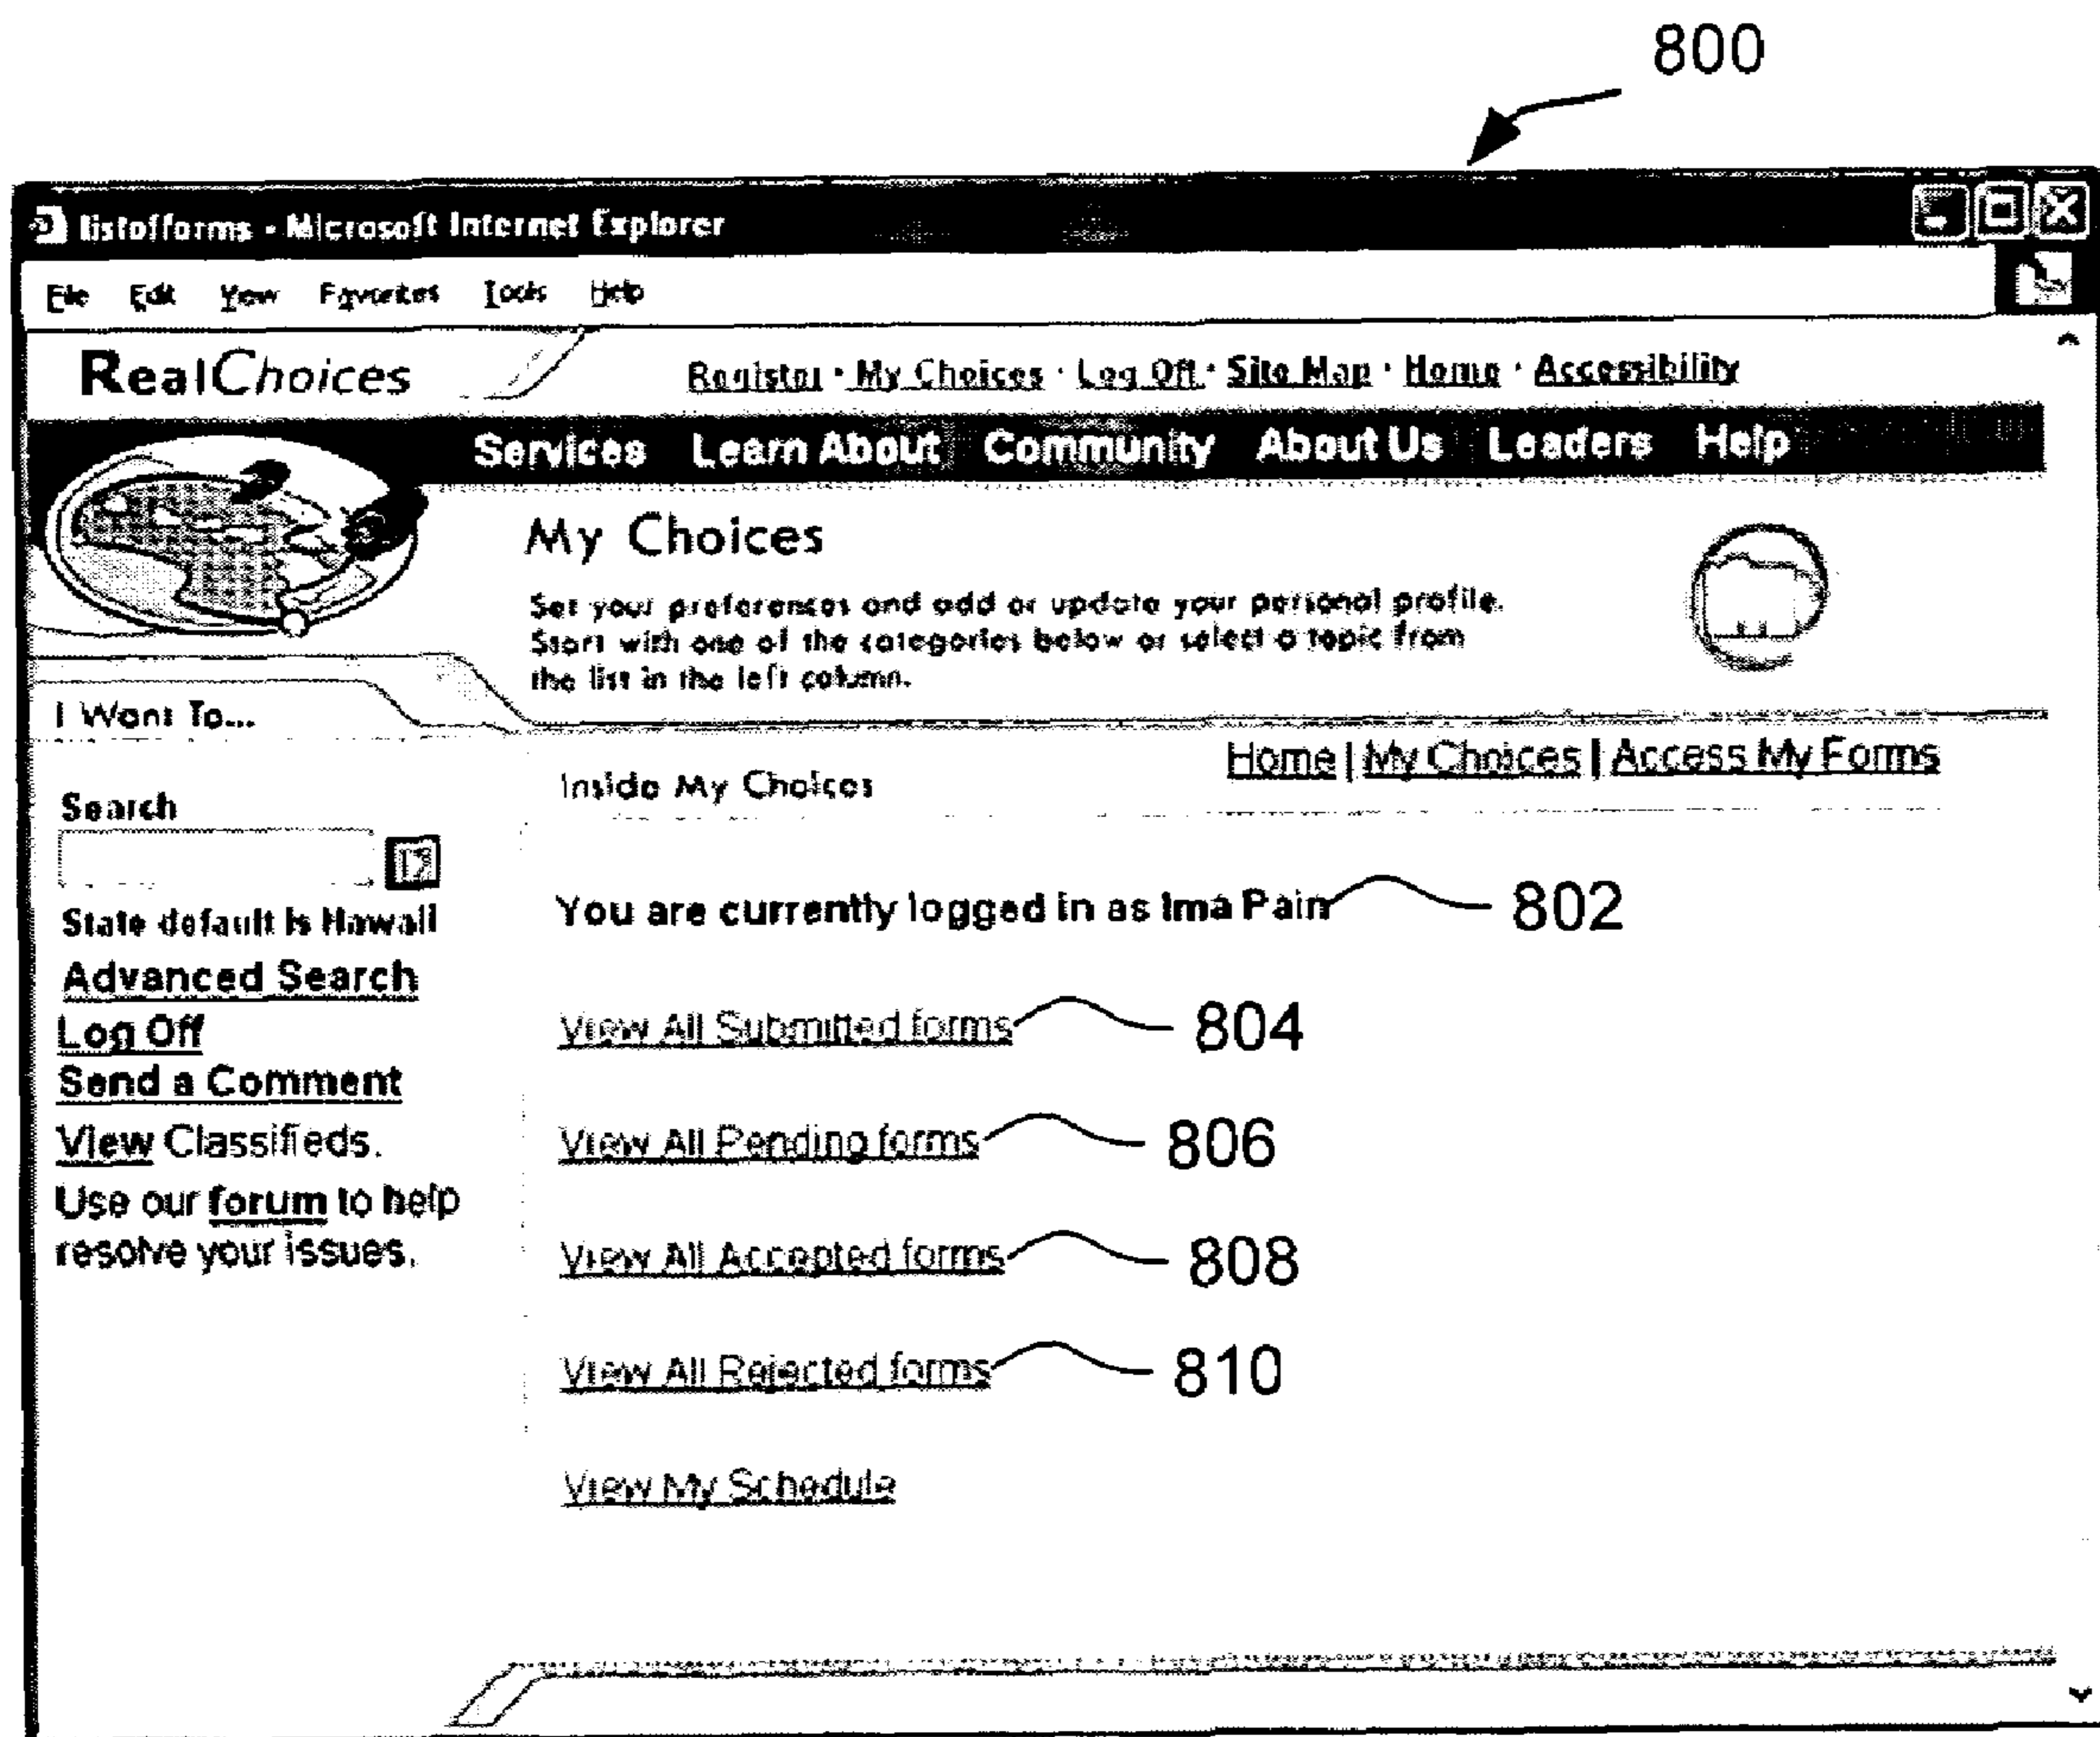 800
listofforms - Microsoft Internet Explorer
File Edit View Favorites Tools Help
RealChoices
Register · My Choices · Log Off · Site Map · Home · Accessibility
Services Learn About Community About Us Leaders Help
My Choices
Set your preferences and add or update your personal profile.
Start with one of the categories below or select a topic from
the list in the left column.
I Want To...
Home | My Choices | Access My Forms
Inside My Choices
Search
State default is Hawaii
Advanced Search
Log Off
Send a Comment
View Classifieds.
Use our forum to help
resolve your issues.
You are currently logged in as Ima Pain 802
View All Submitted forms 804
View All Pending forms 806
View All Accepted forms 808
View All Rejected forms 810
View My Schedule